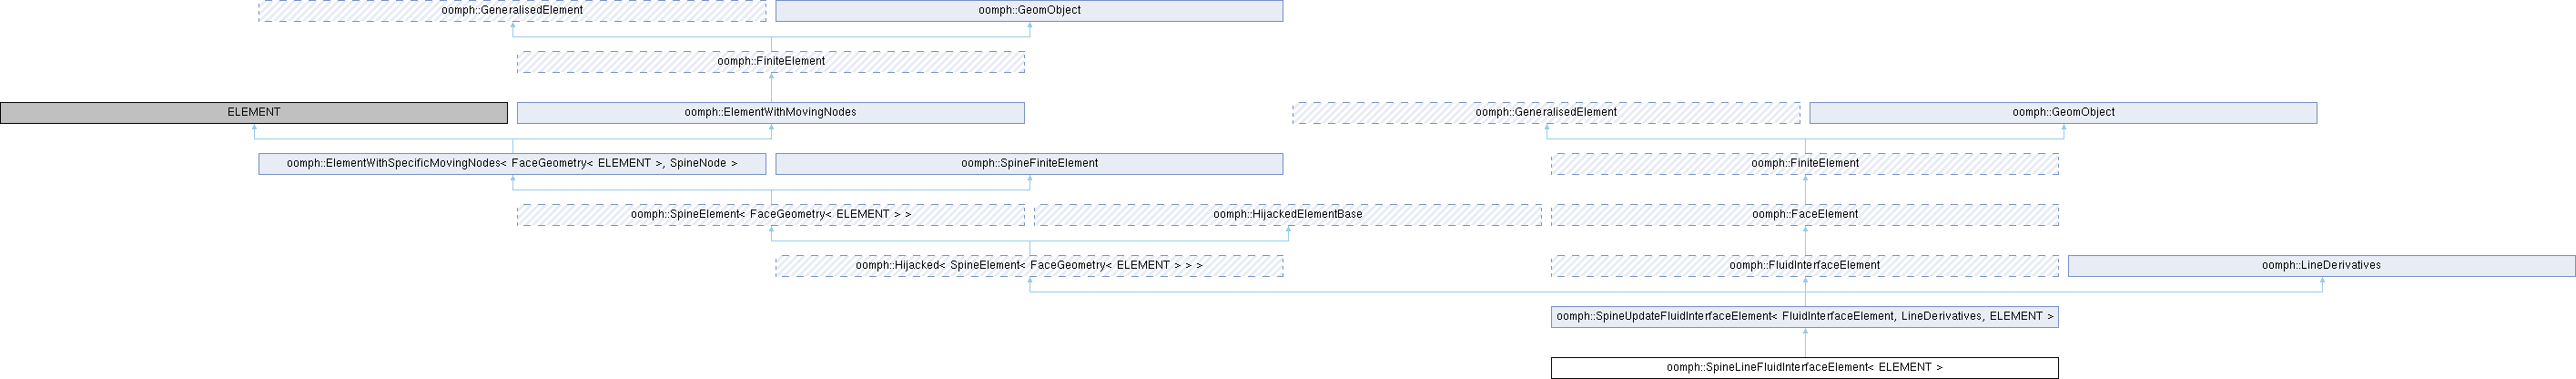 oomph::GeneralisedElement
oomph::GeomObject
oomph::FiniteElement
ELEMENT
oomph::ElementWithMovingNodes
oomph::GeneralisedElement
oomph::GeomObject
oomph::ElementWithSpecificMovingNodes< FaceGeometry< ELEMENT >, SpineNode >
oomph::SpineFiniteElement
oomph::FiniteElement
oomph::SpineElement< FaceGeometry< ELEMENT > >
oomph::HijackedElementBase
oomph::FaceElement
oomph::Hijacked< SpineElement< FaceGeometry< ELEMENT > > >
oomph::FluidInterfaceElement
oomph::LineDerivatives
oomph::SpineUpdateFluidInterfaceElement< FluidInterfaceElement, LineDerivatives, ELEMENT >
oomph::SpineLineFluidInterfaceElement< ELEMENT >